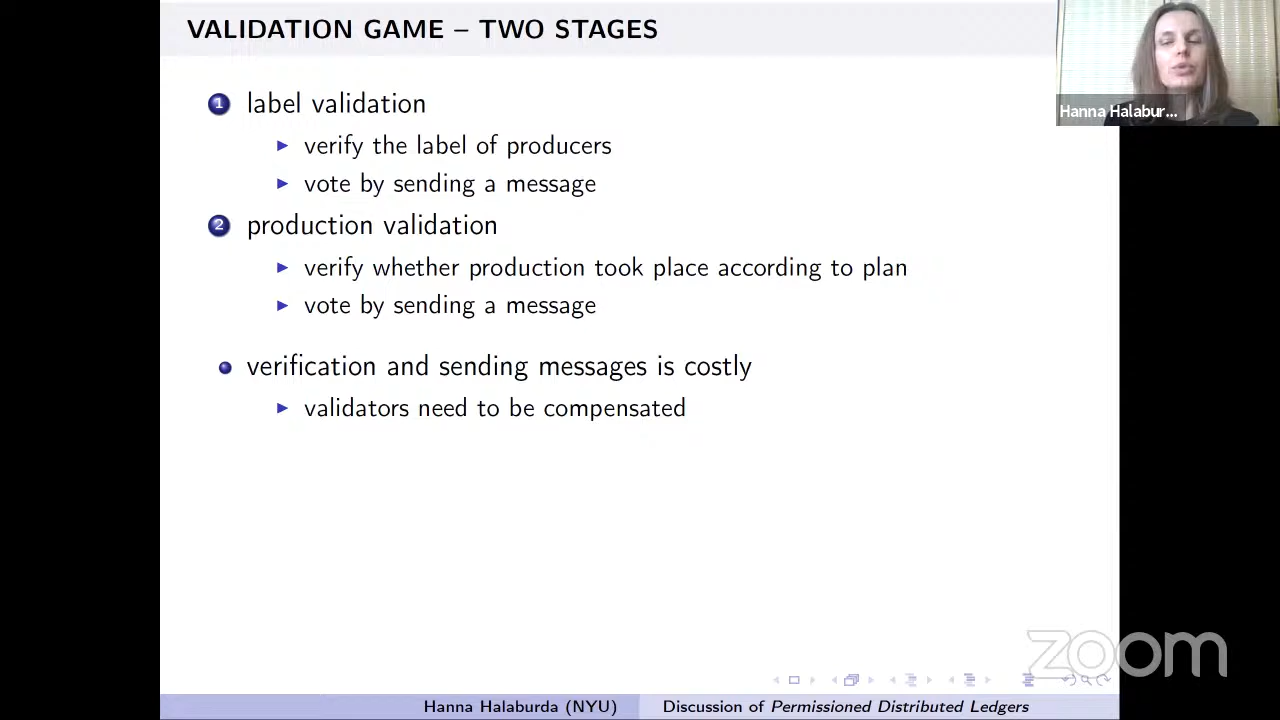 VALIDATION GAME – TWO STAGES
Hanna Halabur...
1 label validation
verify the label of producers
vote by sending a message
2 production validation
verify whether production took place according to plan
vote by sending a message
verification and sending messages is costly
validators need to be compensated
zoom
Hanna Halaburda (NYU)
Discussion of Permissioned Distributed Ledgers